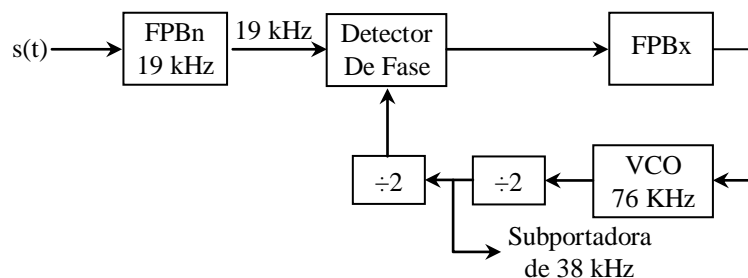 s(t)
FPBn
19 kHz
19 kHz
Detector
De Fase
FPBx
÷2
÷2
VCO
76 KHz
Subportadora
de 38 kHz